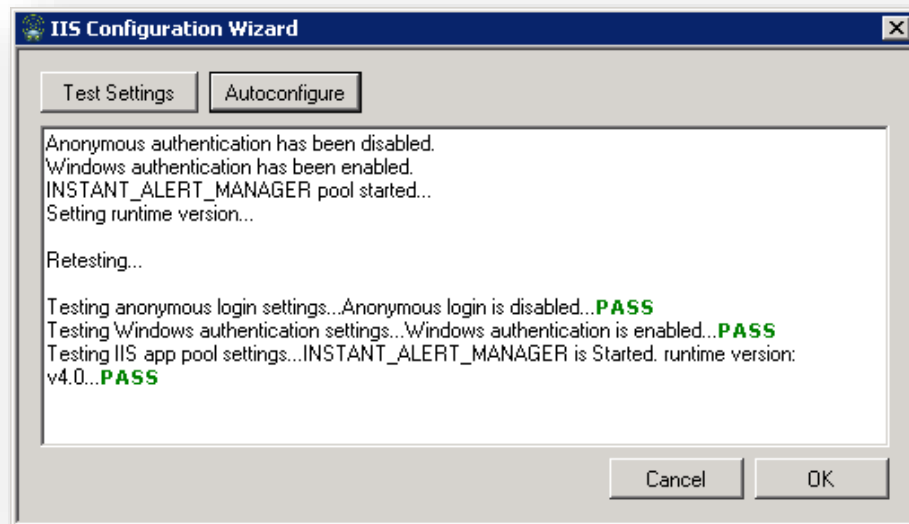 IIS Configuration Wizard
Test Settings
Autoconfigure
Anonymous authentication has been disabled.
Windows authentication has been enabled.
INSTANT_ALERT_MANAGER pool started...
Setting runtime version...
Retesting...
Testing anonymous login settings...Anonymous login is disabled...PASS
Testing Windows authentication settings...Windows authentication is enabled...PASS
Testing IIS app pool settings...INSTANT_ALERT_MANAGER is Started. runtime version:
v4.0...PASS
Cancel
OK